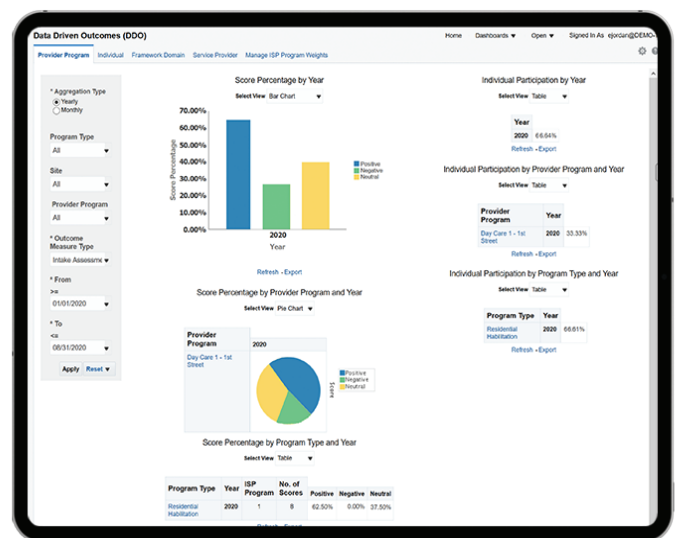 Data Driven Outcomes (DDO)
Home Dashboards Open Signed In As ejordan@DEMO-
Provider Program Individual Framework Domain Service Provider Manage ISP Program Weights
* Aggregation Type
Yearly
Monthly
Program Type
All
Site
All
Provider Program
All
* Outcome
Measure Type
Intake Assessme
* From
>=
01/01/2020
* To
<=
08/31/2020
Apply Reset
Score Percentage by Year
Select View Bar Chart
70.00%
60.00%
50.00%
40.00%
30.00%
20.00%
10.00%
0.00%
Score Percentage
2020
Year
Positive
Negative
Neutral
Refresh - Export
Score Percentage by Provider Program and Year
Select View Pie Chart
Provider
Program
2020
Day Care 1 - 1st
Street
Score
Positive
Negative
Neutral
Score Percentage by Program Type and Year
Select View Table
Program Type Year ISP Program No. of Scores Positive Negative Neutral
Residential Habilitation 2020 1 8 62.50% 0.00% 37.50%
Refresh - Export
Individual Participation by Year
Select View Table
Year
2020 66.64%
Refresh - Export
Individual Participation by Provider Program and Year
Select View Table
Provider Program Year
Day Care 1 - 1st Street 2020 33.33%
Refresh - Export
Individual Participation by Program Type and Year
Select View Table
Program Type Year
Residential Habilitation 2020 66.61%
Refresh - Export